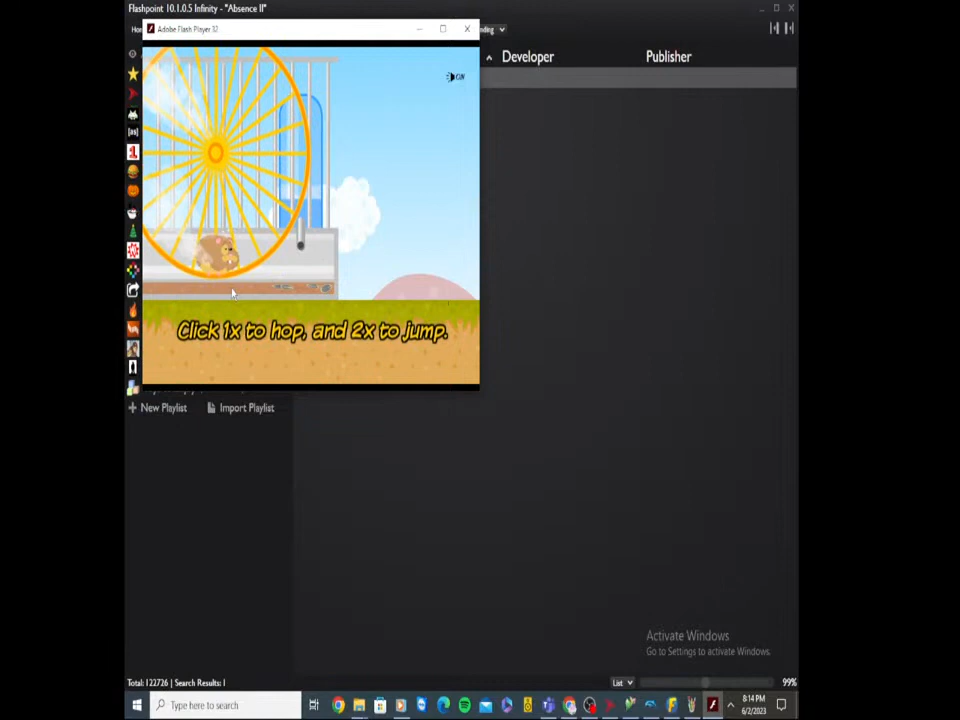 Flashpoint 10.1.0.5 Infinity - "Absence II"
Adobe Flash Player 32
Developer
Publisher
Click 1x to hop, and 2x to jump.
New Playlist
Import Playlist
Activate Windows
Go to Settings to activate Windows.
Total: 122726 | Search Results: 1
List
99%
Type here to search
8:14 PM
6/2/2023